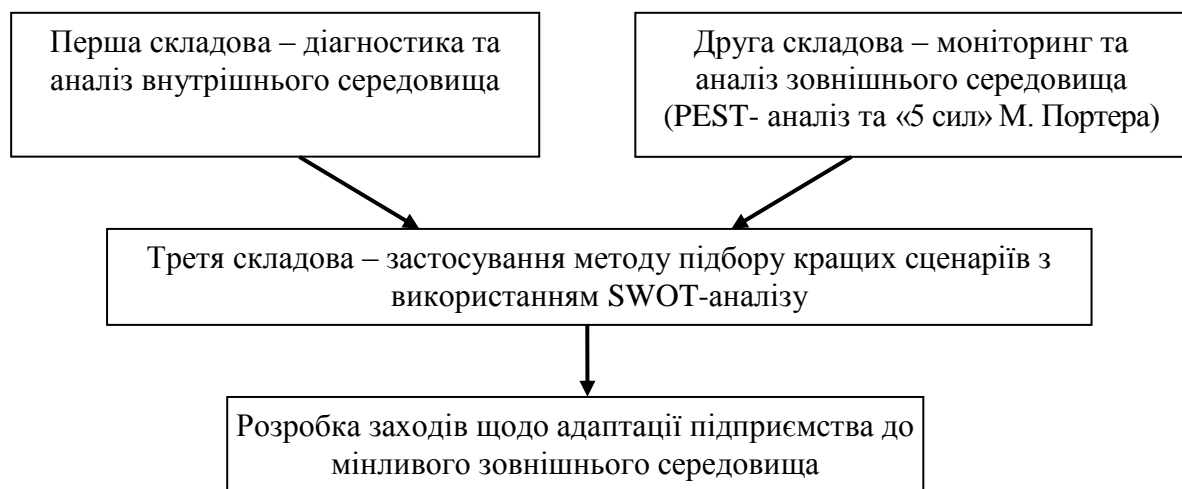 Перша складова – діагностика та
аналіз внутрішнього середовища
Друга складова – моніторинг та
аналіз зовнішнього середовища
(PEST- аналіз та «5 сил» М. Портера)
Третя складова – застосування методу підбору кращих сценаріїв з
використанням SWOT-аналізу
Розробка заходів щодо адаптації підприємства до
мінливого зовнішнього середовища